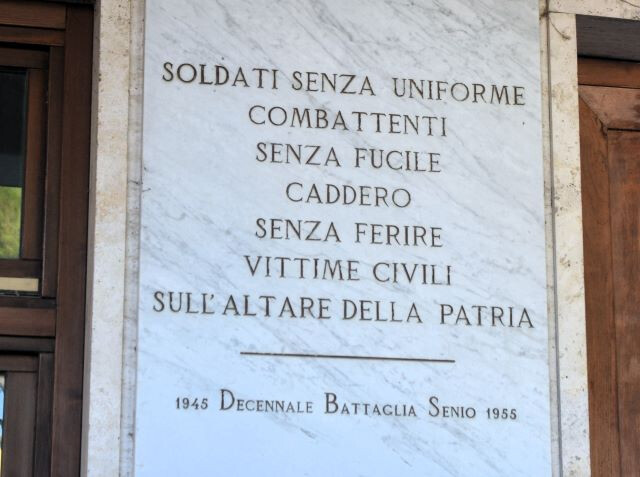 SOLDATI SENZA UNIFORME
COMBATTENTI
SENZA FUCILE
CADDERO
SENZA FERIRE
VITTIME CIVILI
SULL'ALTARE DELLA PATRIA
1945 DECENNALE BATTAGLIA SENIO 1955